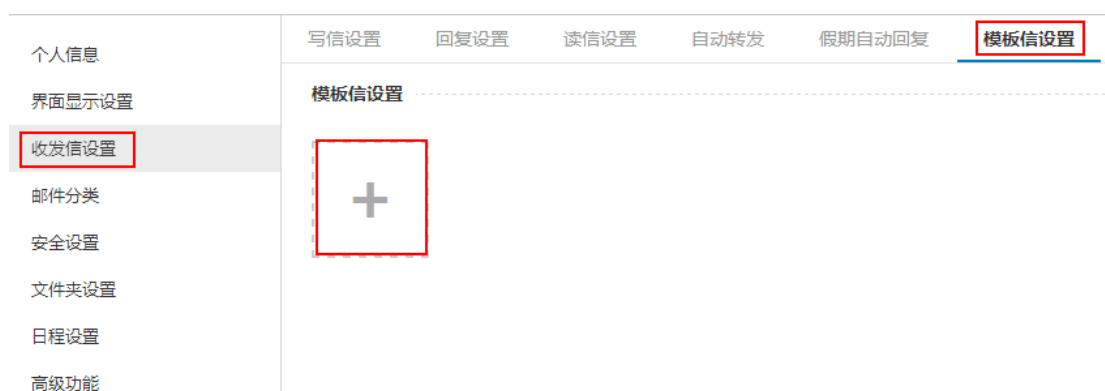 个人信息
界面显示设置
收发信设置
邮件分类
安全设置
文件夹设置
日程设置
高级功能
写信设置 回复设置 读信设置 自动转发 假期自动回复 模板信设置
模板信设置
+